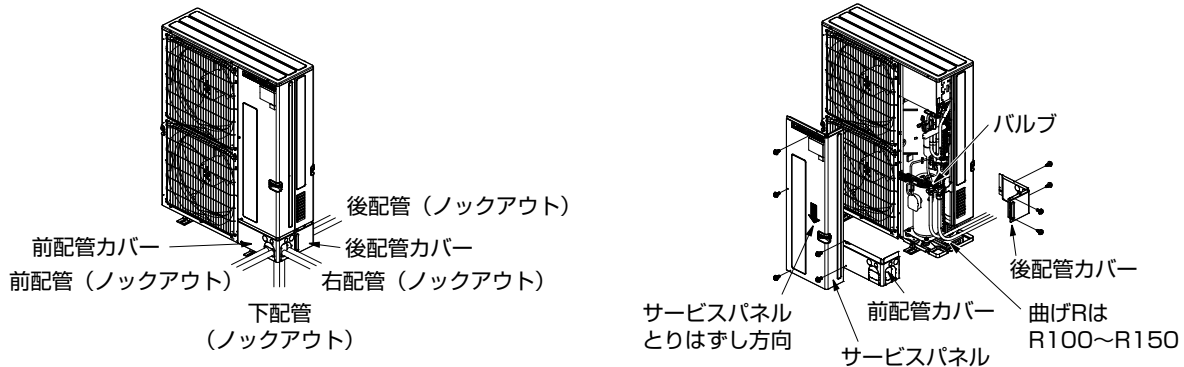 後配管（ノックアウト）
前配管カバー
後配管カバー
前配管（ノックアウト）
右配管（ノックアウト）
下配管
（ノックアウト）
バルブ
後配管カバー
サービスパネル
とりはずし方向
前配管カバー
曲げRは
R100～R150
サービスパネル